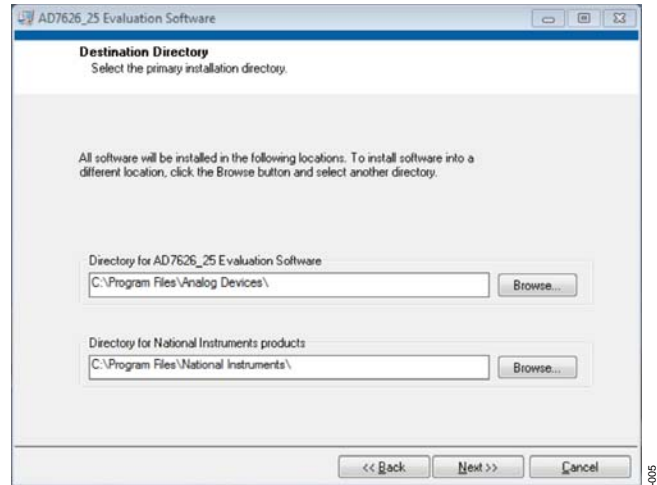 AD7626_25 Evaluation Software
Destination Directory
Select the primary installation directory.
All software will be installed in the following locations. To install software into a
different location, click the Browse button and select another directory.
Directory for AD7626_25 Evaluation Software
C:\Program Files\Analog Devices\
Browse...
Directory for National Instruments products
C:\Program Files\National Instruments\
Browse...
<< Back
Next >>
Cancel
-005